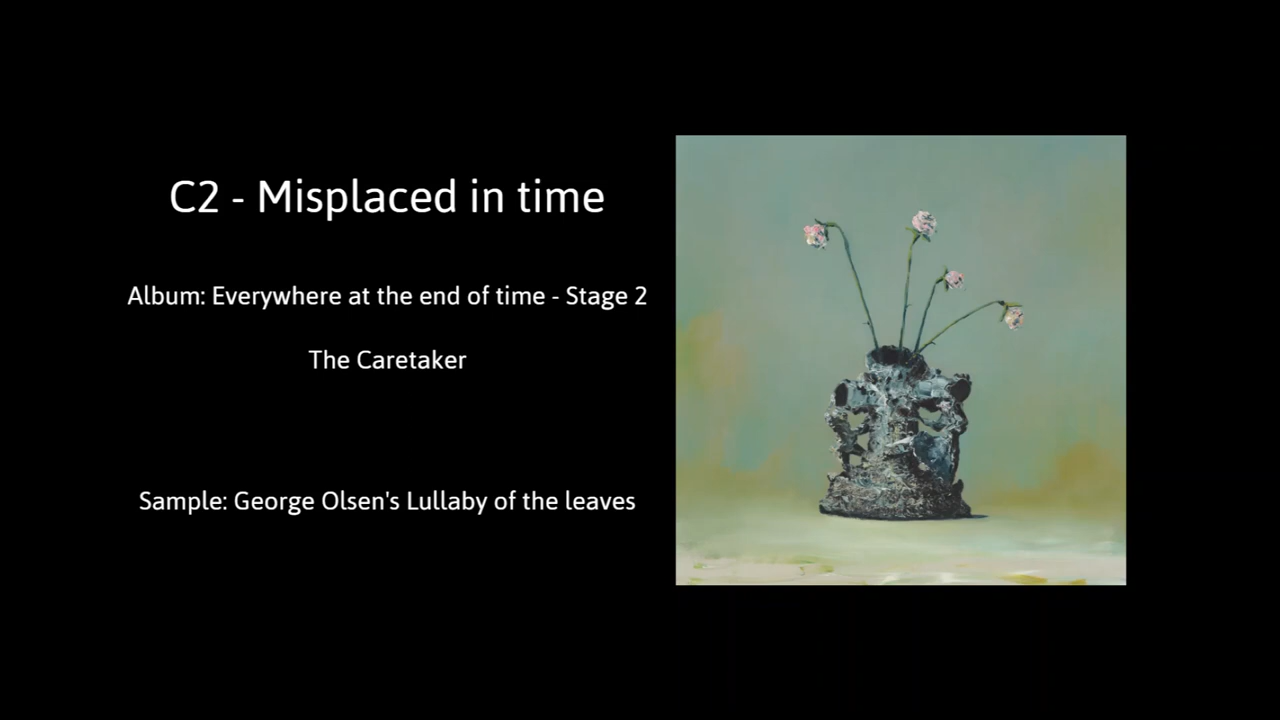 C2 - Misplaced in time
Album: Everywhere at the end of time - Stage 2
The Caretaker
Sample: George Olsen's Lullaby of the leaves